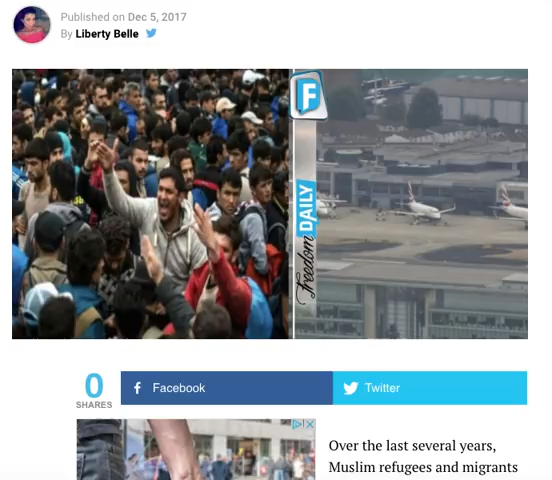 Published on Dec 5, 2017
By Liberty Belle
F
Freedom DAILY
0
SHARES
Facebook
Twitter
Over the last several years,
Muslim refugees and migrants